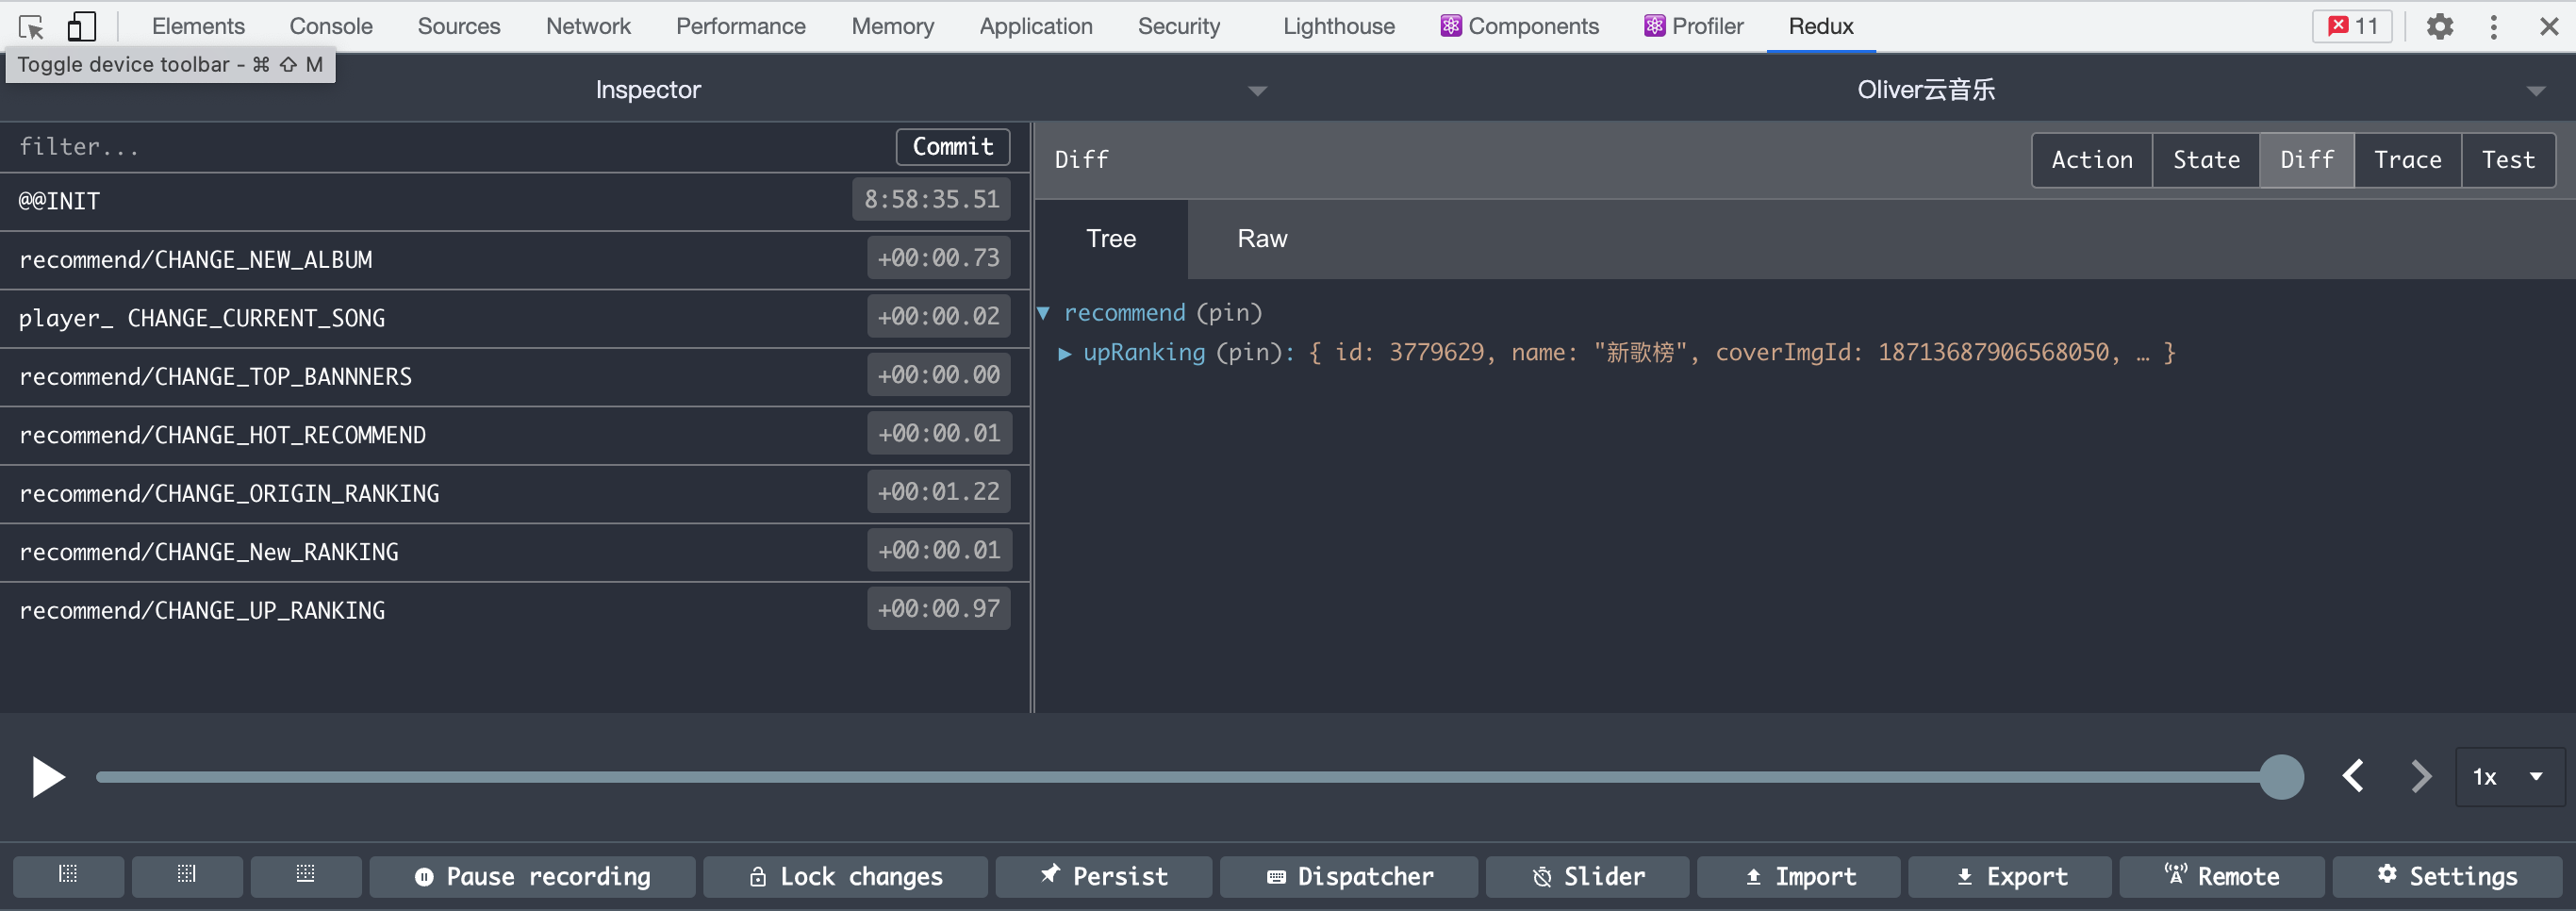 Elements Console Sources Network Performance Memory Application Security Lighthouse Components Profiler Redux 11
Toggle device toolbar - ⌘ ⇧ M
Inspector Oliver云音乐
filter... Commit
Diff Action State Diff Trace Test
@@INIT 8:58:35.51
Tree Raw
recommend/CHANGE_NEW_ALBUM +00:00.73
recommend (pin)
player_ CHANGE_CURRENT_SONG +00:00.02
upRanking (pin): { id: 3779629, name: "新歌榜", coverImgId: 18713687906568050, … }
recommend/CHANGE_TOP_BANNNERS +00:00.00
recommend/CHANGE_HOT_RECOMMEND +00:00.01
recommend/CHANGE_ORIGIN_RANKING +00:01.22
recommend/CHANGE_New_RANKING +00:00.01
recommend/CHANGE_UP_RANKING +00:00.97
1x
Pause recording Lock changes Persist Dispatcher Slider Import Export Remote Settings